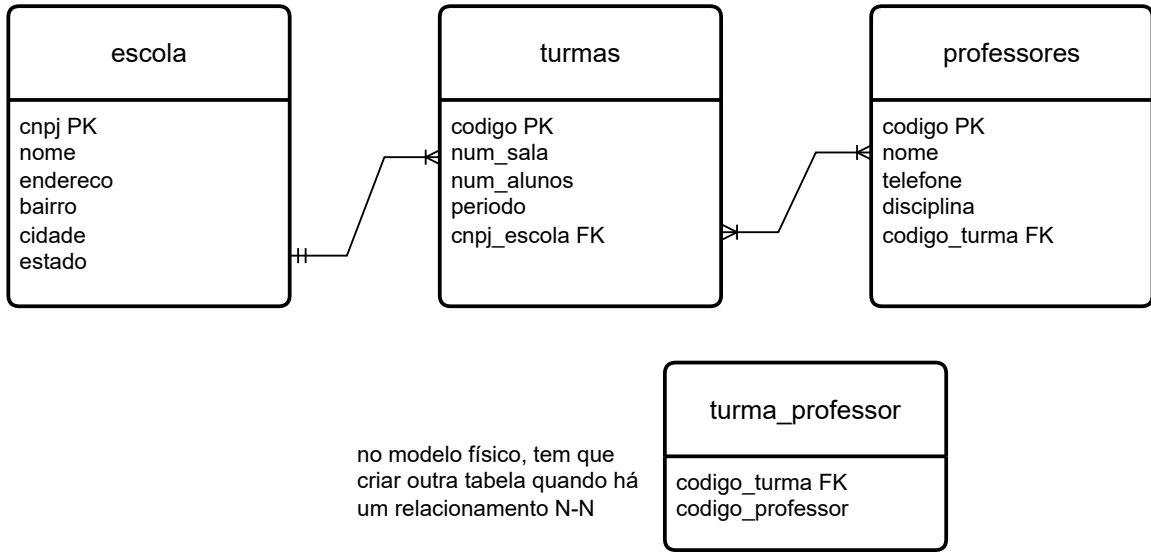 escola
cnpj PK
nome
endereco
bairro
cidade
estado
turmas
codigo PK
num_sala
num_alunos
periodo
cnpj_escola FK
professores
codigo PK
nome
telefone
disciplina
codigo_turma FK
no modelo físico, tem que
criar outra tabela quando há
um relacionamento N-N
turma_professor
codigo_turma FK
codigo_professor